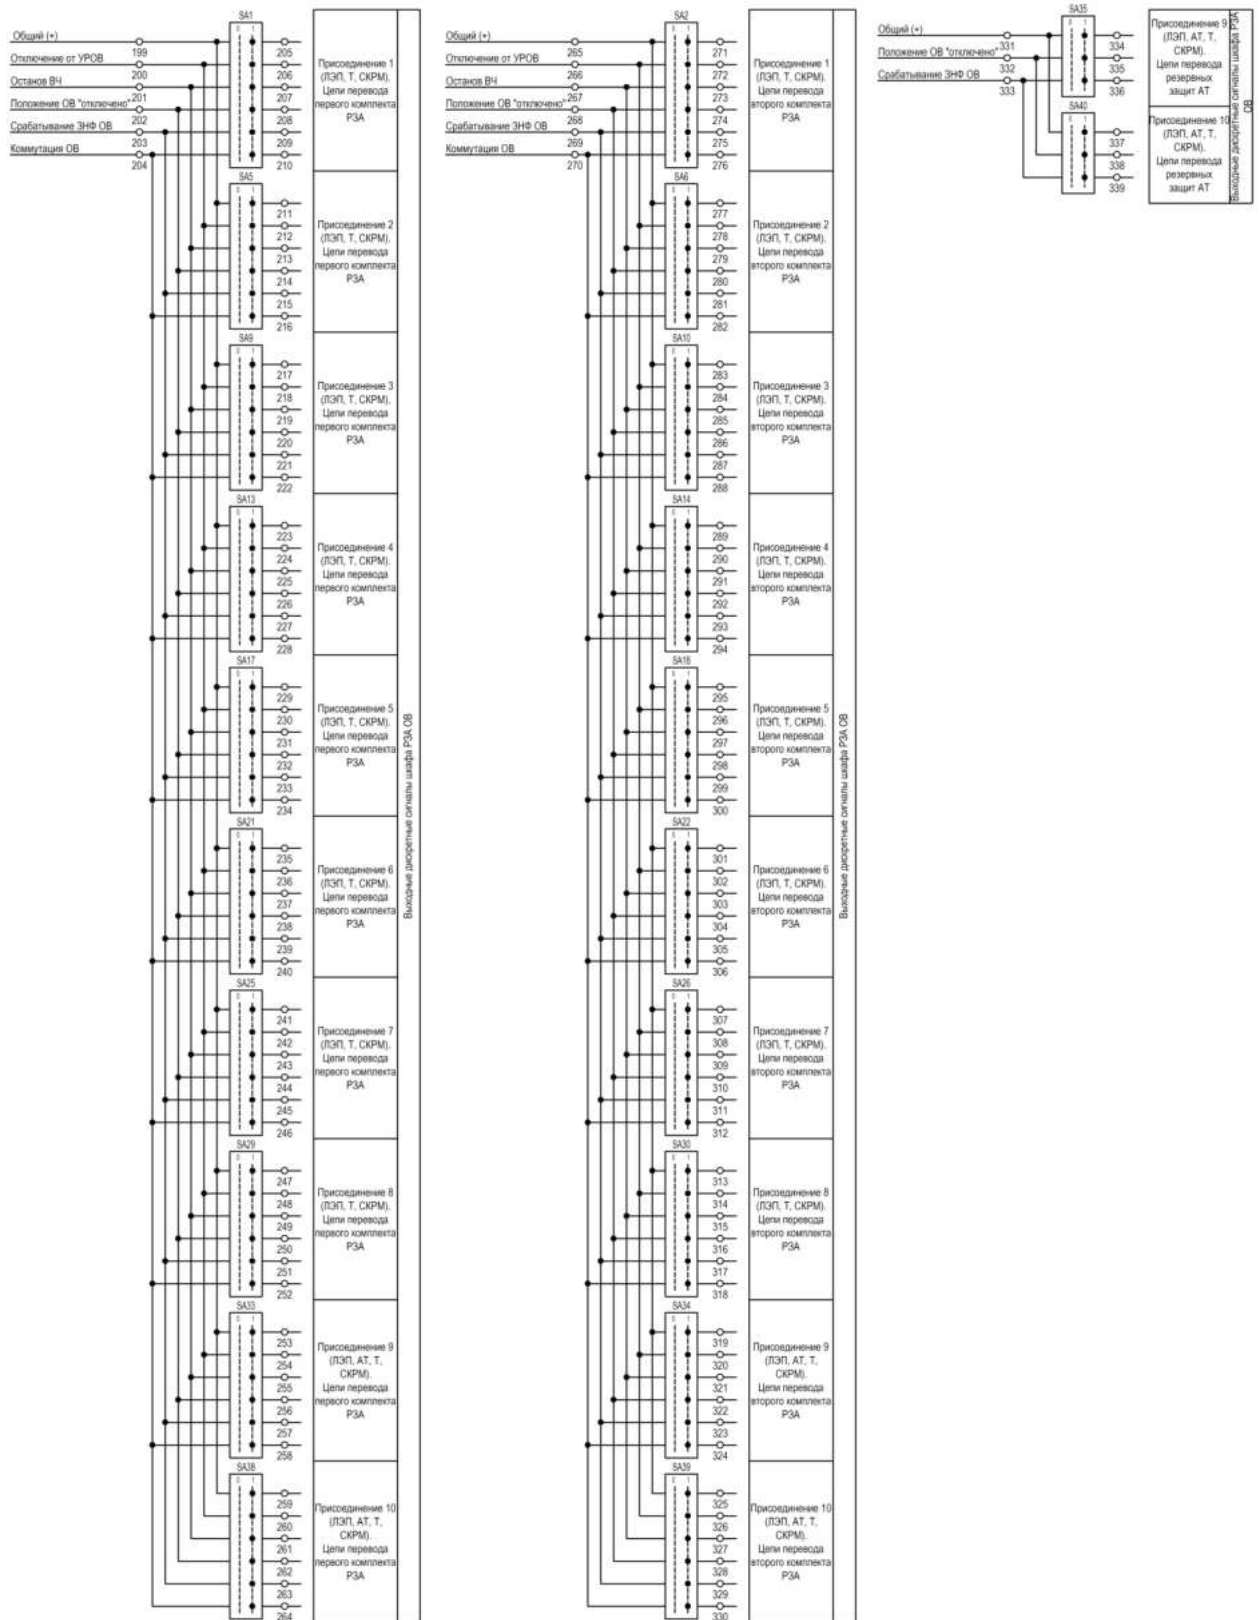 SA1
Общий (+)
199
205
Отключение от УРОВ
200
206
Останов ВЧ
201
207
Положение ОВ "отключено"
202
208
Срабатывание ЗНФ ОВ
203
209
Коммутация ОВ
204
210
Присоединение 1
(ЛЭП, Т, СКРМ).
Цепи перевода
первого комплекта
РЗА
SA5
211
212
213
214
215
216
Присоединение 2
(ЛЭП, Т, СКРМ).
Цепи перевода
первого комплекта
РЗА
SA9
217
218
219
220
221
222
Присоединение 3
(ЛЭП, Т, СКРМ).
Цепи перевода
первого комплекта
РЗА
SA13
223
224
225
226
227
228
Присоединение 4
(ЛЭП, Т, СКРМ).
Цепи перевода
первого комплекта
РЗА
SA17
229
230
231
232
233
234
Присоединение 5
(ЛЭП, Т, СКРМ).
Цепи перевода
первого комплекта
РЗА
SA21
235
236
237
238
239
240
Присоединение 6
(ЛЭП, Т, СКРМ).
Цепи перевода
первого комплекта
РЗА
SA25
241
242
243
244
245
246
Присоединение 7
(ЛЭП, Т, СКРМ).
Цепи перевода
первого комплекта
РЗА
SA29
247
248
249
250
251
252
Присоединение 8
(ЛЭП, Т, СКРМ).
Цепи перевода
первого комплекта
РЗА
SA33
253
254
255
256
257
258
Присоединение 9
(ЛЭП, АТ, Т,
СКРМ).
Цепи перевода
первого комплекта
РЗА
SA38
259
260
261
262
263
264
Присоединение 10
(ЛЭП, АТ, Т,
СКРМ).
Цепи перевода
первого комплекта
РЗА
Выходные дискретные сигналы шкафа РЗА ОВ
SA2
Общий (+)
265
271
Отключение от УРОВ
266
272
Останов ВЧ
267
273
Положение ОВ "отключено"
268
274
Срабатывание ЗНФ ОВ
269
275
Коммутация ОВ
270
276
Присоединение 1
(ЛЭП, Т, СКРМ).
Цепи перевода
второго комплекта
РЗА
SA6
277
278
279
280
281
282
Присоединение 2
(ЛЭП, Т, СКРМ).
Цепи перевода
второго комплекта
РЗА
SA10
283
284
285
286
287
288
Присоединение 3
(ЛЭП, Т, СКРМ).
Цепи перевода
второго комплекта
РЗА
SA14
289
290
291
292
293
294
Присоединение 4
(ЛЭП, Т, СКРМ).
Цепи перевода
второго комплекта
РЗА
SA18
295
296
297
298
299
300
Присоединение 5
(ЛЭП, Т, СКРМ).
Цепи перевода
второго комплекта
РЗА
SA22
301
302
303
304
305
306
Присоединение 6
(ЛЭП, Т, СКРМ).
Цепи перевода
второго комплекта
РЗА
SA26
307
308
309
310
311
312
Присоединение 7
(ЛЭП, Т, СКРМ).
Цепи перевода
второго комплекта
РЗА
SA30
313
314
315
316
317
318
Присоединение 8
(ЛЭП, Т, СКРМ).
Цепи перевода
второго комплекта
РЗА
SA34
319
320
321
322
323
324
Присоединение 9
(ЛЭП, АТ, Т,
СКРМ).
Цепи перевода
второго комплекта
РЗА
SA39
325
326
327
328
329
330
Присоединение 10
(ЛЭП, АТ, Т,
СКРМ).
Цепи перевода
второго комплекта
РЗА
Выходные дискретные сигналы шкафа РЗА ОВ
SA35
Общий (+)
331
334
Положение ОВ "отключено"
332
335
Срабатывание ЗНФ ОВ
333
336
Присоединение 9
(ЛЭП, АТ, Т,
СКРМ).
Цепи перевода
резервных
защит АТ
SA40
337
338
339
Присоединение 10
(ЛЭП, АТ, Т,
СКРМ).
Цепи перевода
резервных
защит АТ
Выходные дискретные сигналы шкафа РЗА
ОВ